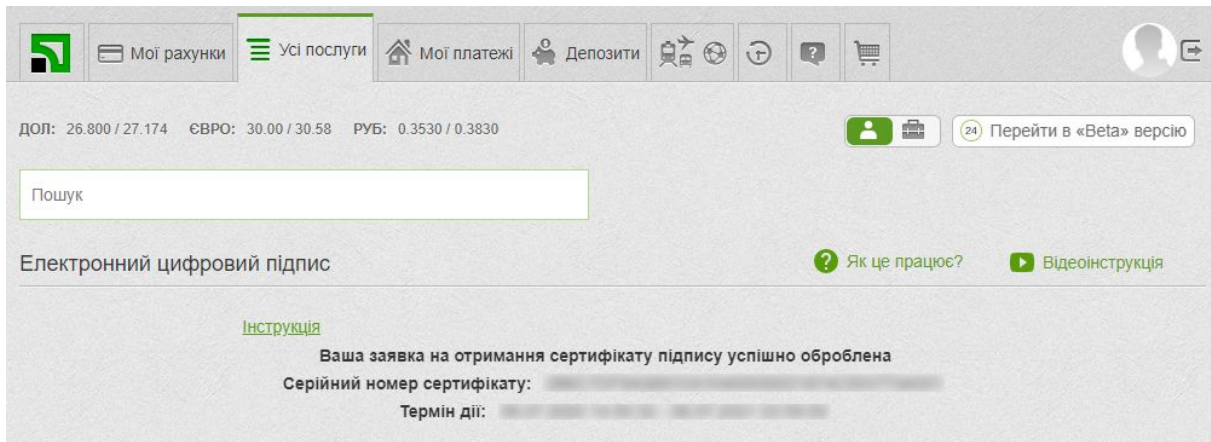 Мої рахунки Усі послуги Мої платежі Депозити
ДОЛ: 26.800 / 27.174 ЄВРО: 30.00 / 30.58 РУБ: 0.3530 / 0.3830
24 Перейти в «Beta» версію
Пошук
Електронний цифровий підпис
? Як це працює? Відеоінструкція
Інструкція
Ваша заявка на отримання сертифікату підпису успішно оброблена
Серійний номер сертифікату:
Термін дії: